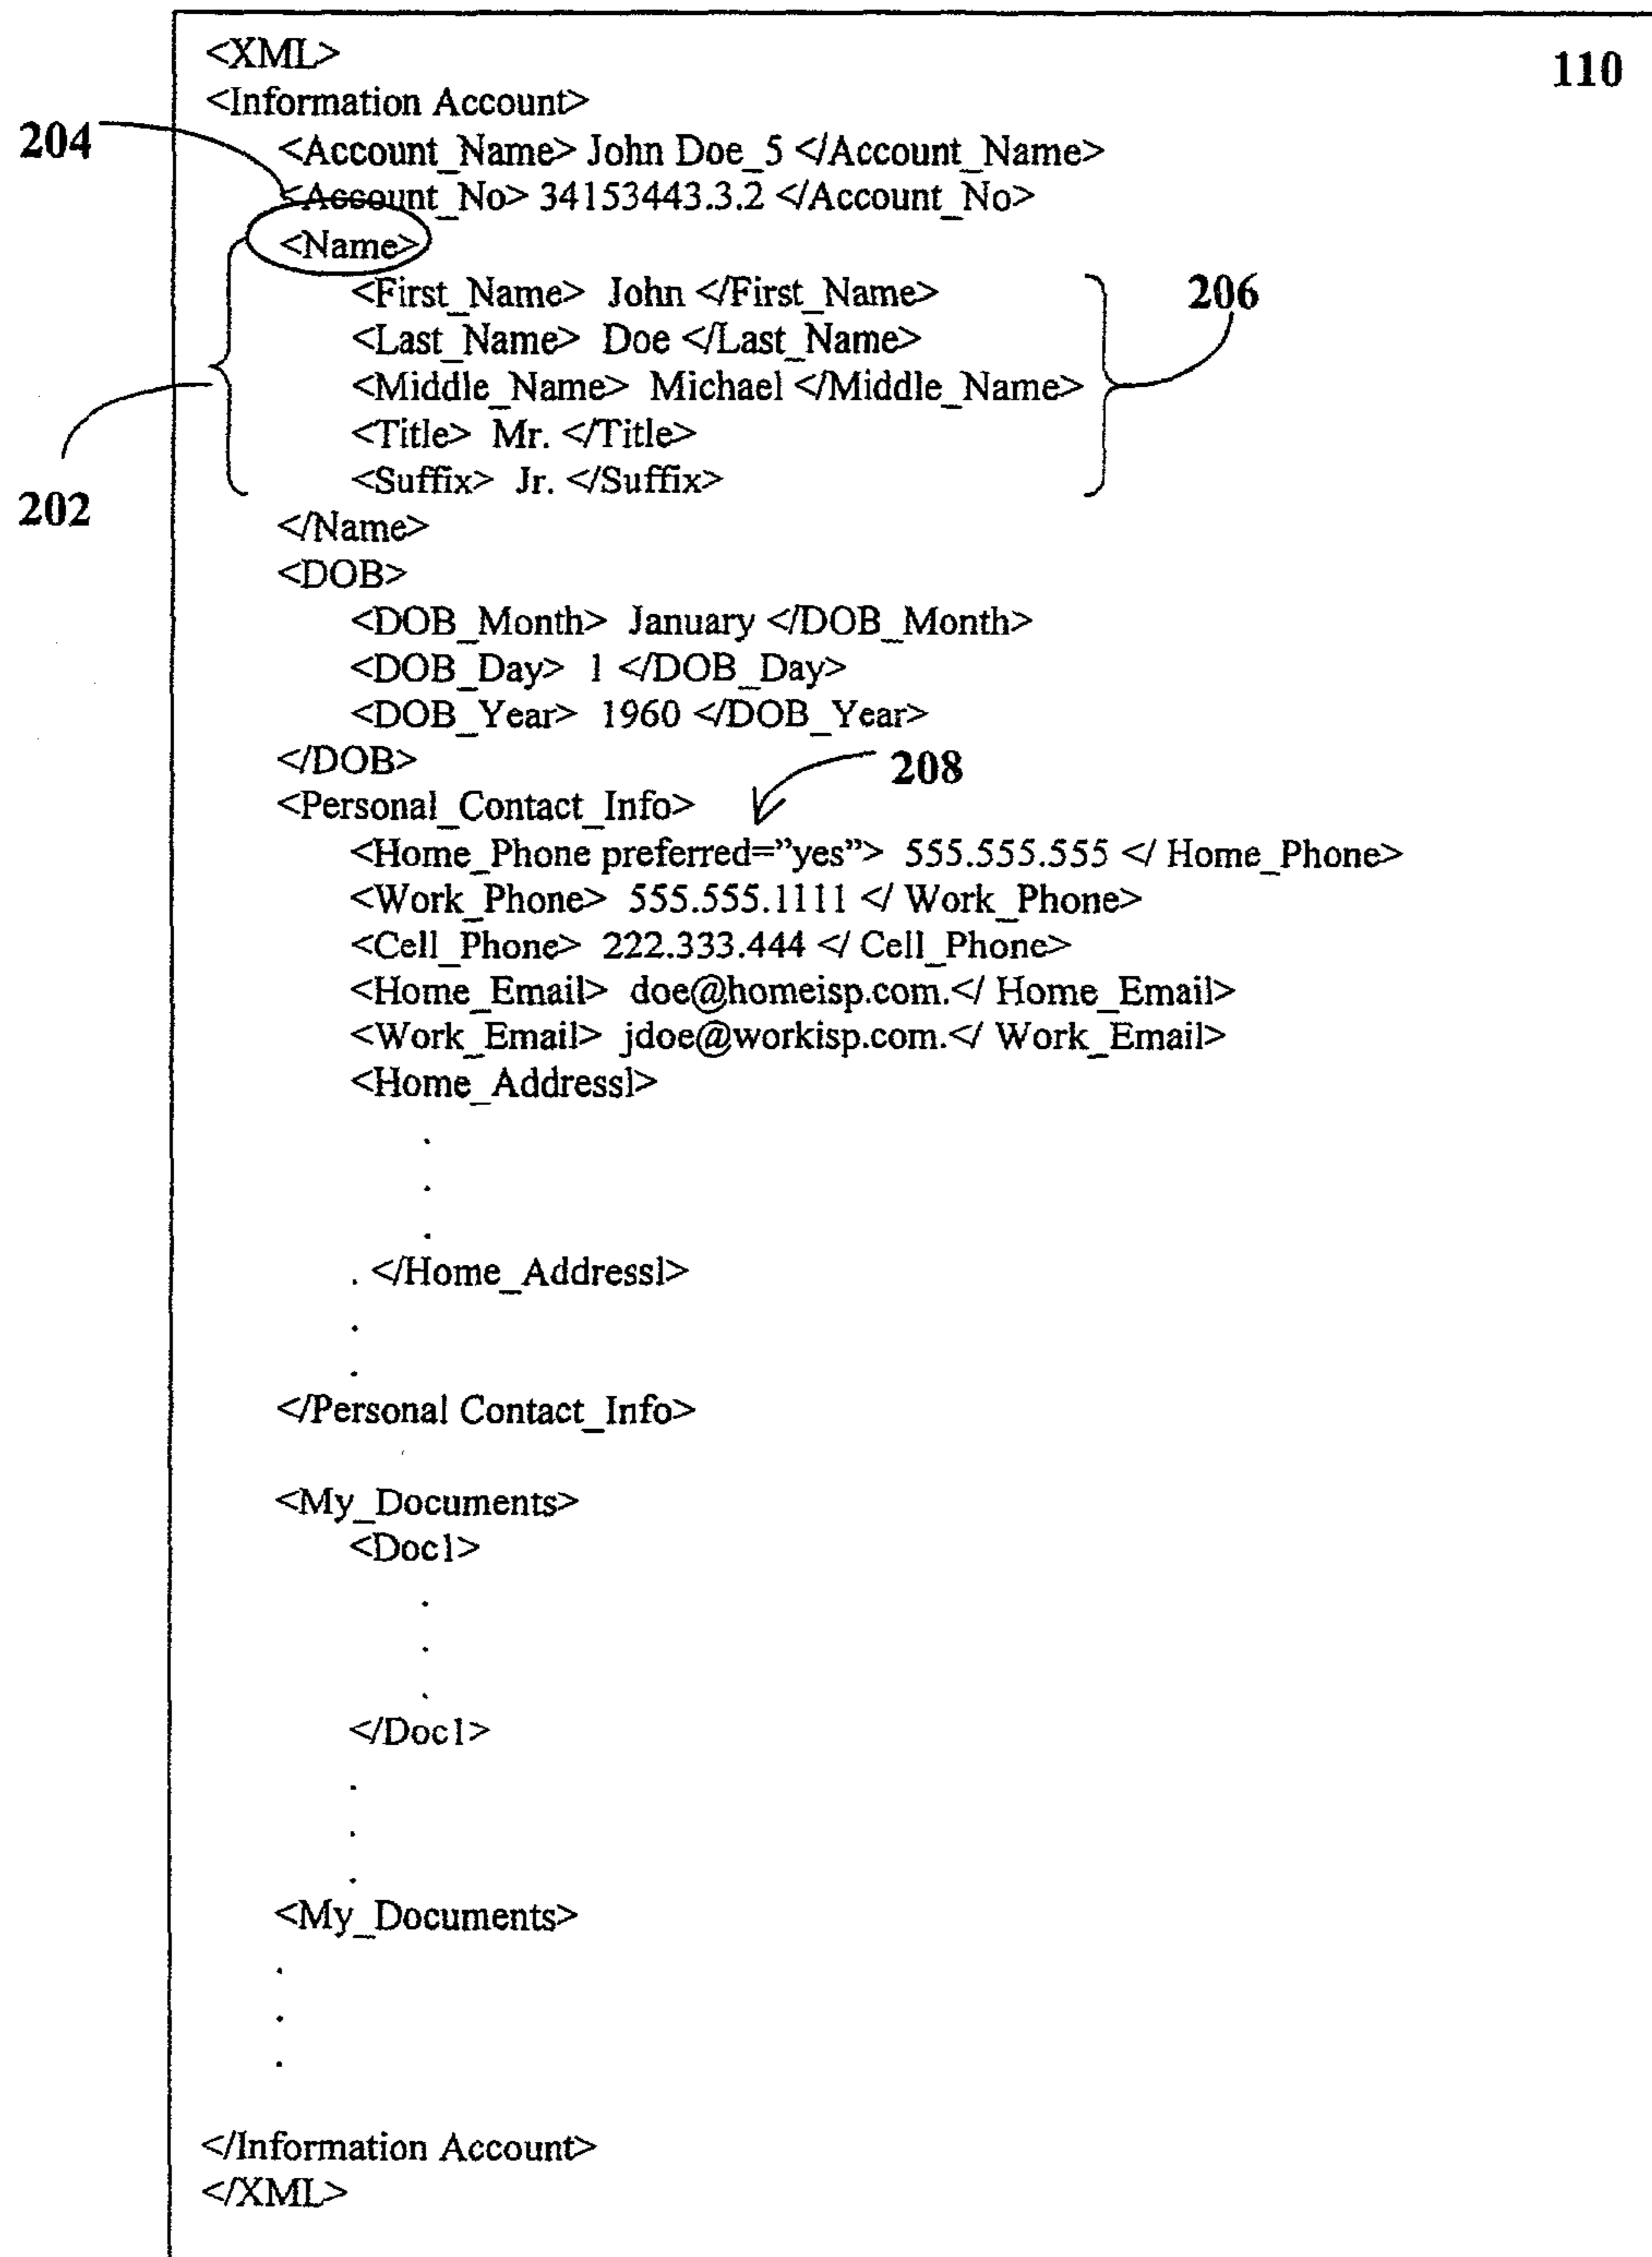 <XML>
110
<Information Account>
204
<Account_Name> John Doe_5 </Account_Name>
<Account_No> 34153443.3.2 </Account_No>
<Name>
<First_Name> John </First_Name>
206
<Last_Name> Doe </Last_Name>
<Middle_Name> Michael </Middle_Name>
<Title> Mr. </Title>
<Suffix> Jr. </Suffix>
202
</Name>
<DOB>
<DOB_Month> January </DOB_Month>
<DOB_Day> 1 </DOB_Day>
<DOB_Year> 1960 </DOB_Year>
</DOB>
208
<Personal_Contact_Info>
<Home_Phone preferred=”yes”> 555.555.555 </ Home_Phone>
<Work_Phone> 555.555.1111 </ Work_Phone>
<Cell_Phone> 222.333.444 </ Cell_Phone>
<Home_Email> doe@homeisp.com.</ Home_Email>
<Work_Email> jdoe@workisp.com.</ Work_Email>
<Home_Addressl>
.
.
.
. </Home_Addressl>
.
.
</Personal Contact_Info>
<My_Documents>
<Doc1>
.
.
.
</Doc1>
.
.
.
<My_Documents>
.
.
.
</Information Account>
</XML>